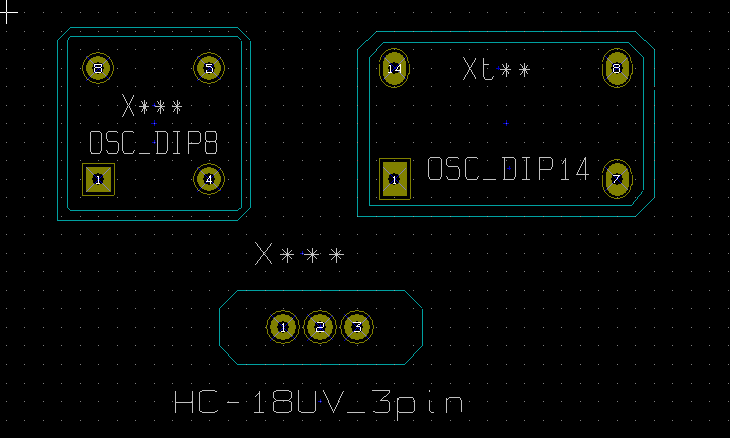 8 5
X***
OSC_DIP8
1 4
14 Xt** 8
1 OSC_DIP14 7
X***
1 2 3
HC-18UV_3pin